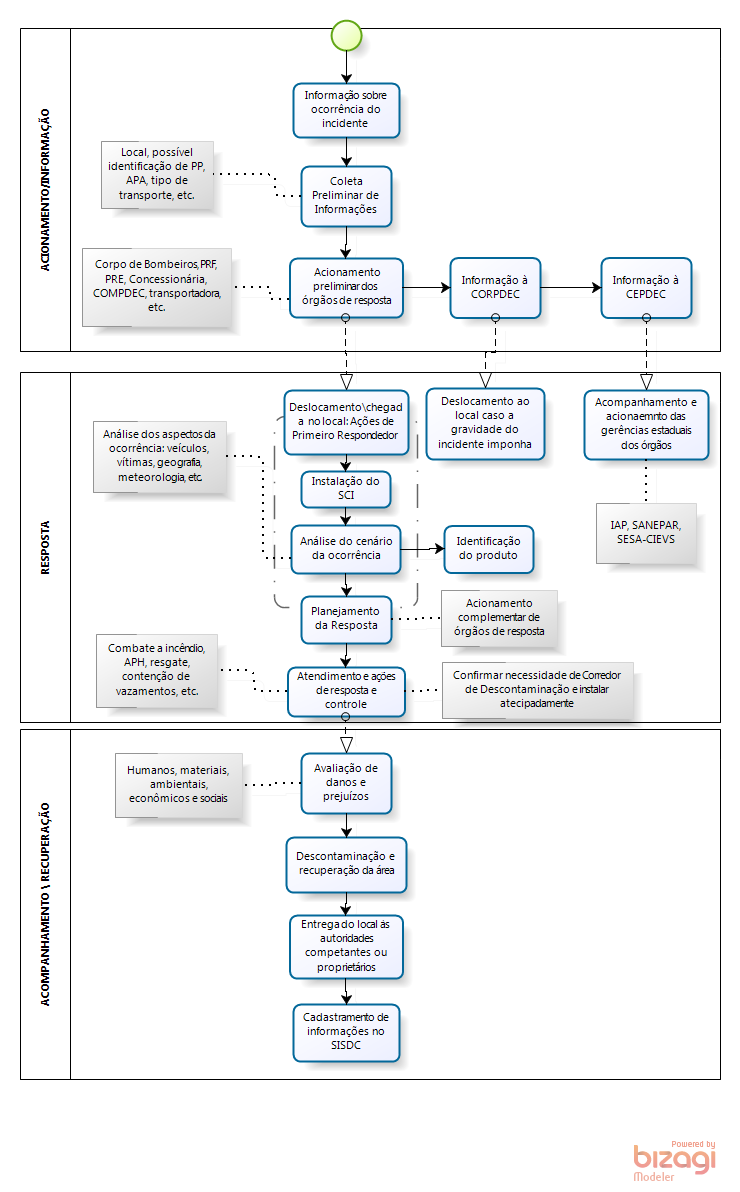 ACIONAMENTO/INFORMAÇÃO
Informação sobre
ocorrência do
incidente
Local, possível
identificação de PP,
APA, tipo de
transporte, etc.
Coleta
Preliminar de
Informações
Corpo de Bombeiros, PRF,
PRE, Concessionária,
COMPDEC, transportadora,
etc.
Acionamento
preliminar dos
órgãos de resposta
Informação à
CORPDEC
Informação à
CEPDEC
RESPOSTA
Deslocamento\chegad
a no local: Ações de
Primeiro Respondedor
Deslocamento ao
local caso a
gravidade do
incidente imponha
Acompanhamento e
acionaemnto das
gerências estaduais
dos órgãos
Análise dos aspectos da
ocorrência: veículos,
vítimas, geografia,
meteorologia, etc.
Instalação do
SCI
IAP, SANEPAR,
SESA-CIEVS
Análise do cenário
da ocorrência
Identificação
do produto
Planejamento
da Resposta
Acionamento
complementar de
órgãos de resposta
Combate a incêndio,
APH, resgate,
contenção de
vazamentos, etc.
Atendimento e ações
de resposta e
controle
Confirmar necessidade de Corredor
de Descontaminação e instalar
atecipadamente
ACOMPANHAMENTO \ RECUPERAÇÃO
Humanos, materiais,
ambientais,
econômicos e sociais
Avaliação de
danos e
prejuízos
Descontaminação e
recuperação da área
Entrega do local ás
autoridades
competantes ou
proprietários
Cadastramento de
informações no
SISDC
Powered by
bizagi
Modeler